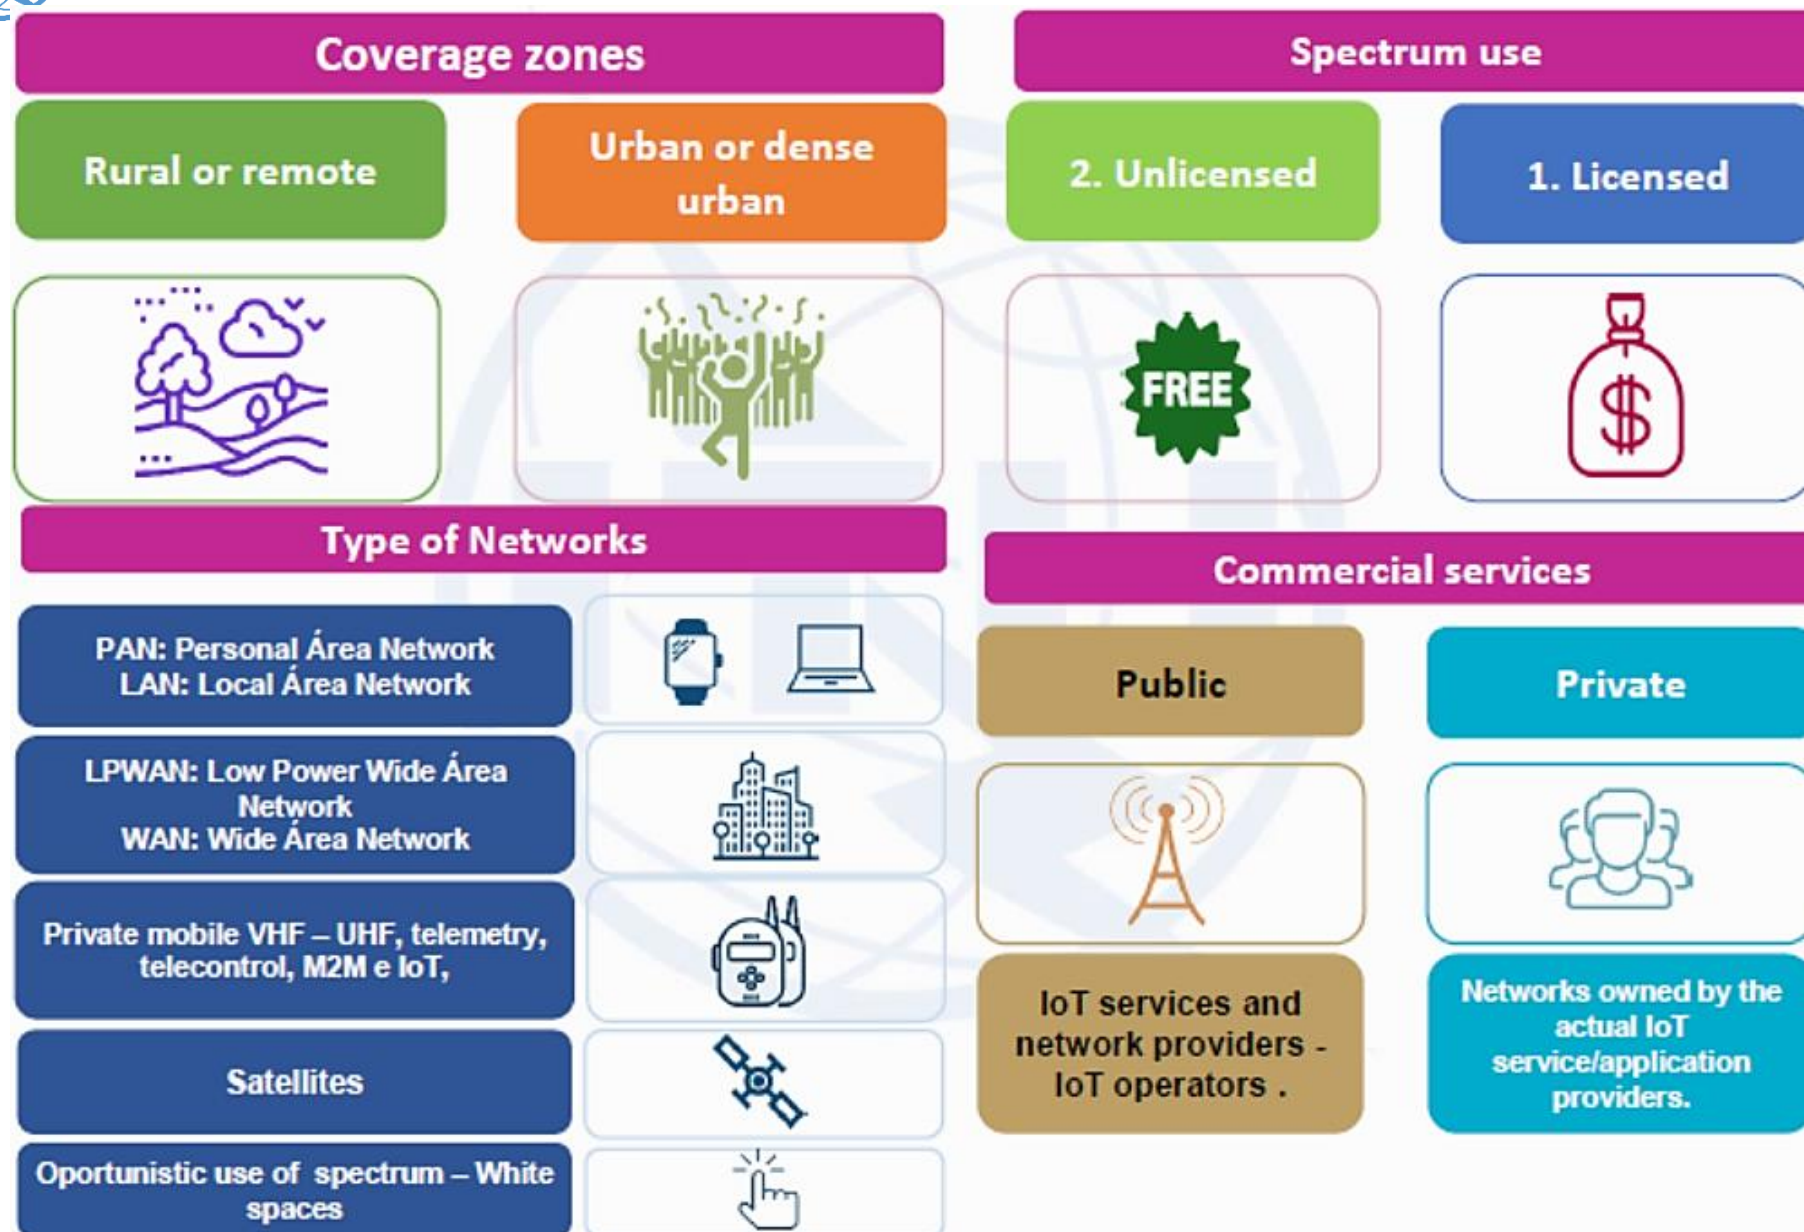 Coverage zones
Rural or remote
Urban or dense
urban
Type of Networks
PAN: Personal Área Network
LAN: Local Área Network
LPWAN: Low Power Wide Área
Network
WAN: Wide Área Network
Private mobile VHF – UHF, telemetry,
telecontrol, M2M e IoT,
Satellites
Oportunistic use of spectrum – White
spaces
Spectrum use
2. Unlicensed
1. Licensed
FREE
$
Commercial services
Public
Private
IoT services and
network providers -
IoT operators .
Networks owned by the
actual IoT
service/application
providers.
ITU